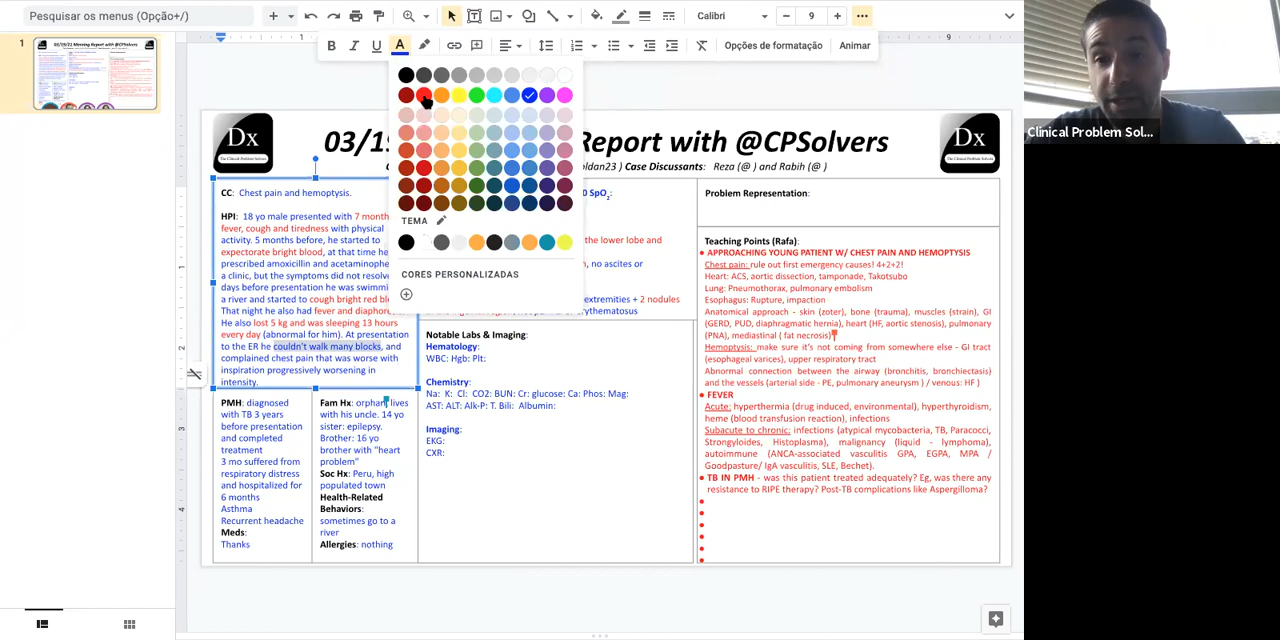 Pesquisar os menus (Opção+/)
Calibri
9
B I U A
Opções de formatação
Animar
1
9
1
2
3
4
TEMA
CORES PERSONALIZADAS
Dx
The Clinical Problem Solvers
Report with @CPSolvers
Dx
The Clinical Problem Solvers
Case Discussants: Reza (@ ) and Rabih (@ )
CC: Chest pain and hemoptysis.
HPI: 18 yo male presented with 7 month
fever, cough and tiredness with physical
activity. 5 months before, he started to
expectorate bright blood, at that time he
prescribed amoxicillin and acetaminophe
a clinic, but the symptoms did not resolve
days before presentation he was swimmi
a river and started to cough bright red blo
That night he also had fever and diaphore
He also lost 5 kg and was sleeping 13 hours
every day (abnormal for him). At presentation
to the ER he couldn't walk many blocks, and
complained chest pain that was worse with
inspiration progressively worsening in
intensity.
PMH: diagnosed
with TB 3 years
before presentation
and completed
treatment
3 mo suffered from
respiratory distress
and hospitalized for
6 months
Asthma
Recurrent headache
Meds:
Thanks
Fam Hx: orphan lives
with his uncle. 14 yo
sister: epilepsy.
Brother: 16 yo
brother with "heart
problem"
Soc Hx: Peru, high
populated town
Health-Related
Behaviors:
sometimes go to a
river
Allergies: nothing
SpO2:
the lower lobe and
, no ascites or
extremities + 2 nodules
Notable Labs & Imaging:
Hematology:
WBC: Hgb: Plt:
Chemistry:
Na: K: Cl: CO2: BUN: Cr: glucose: Ca: Phos: Mag:
AST: ALT: Alk-P: T. Bili: Albumin:
Imaging:
EKG:
CXR:
Problem Representation:
Teaching Points (Rafa):
• APPROACHING YOUNG PATIENT W/ CHEST PAIN AND HEMOPTYSIS
Chest pain: rule out first emergency causes! 4+2+2!
Heart: ACS, aortic dissection, tamponade, Takotsubo
Lung: Pneumothorax, pulmonary embolism
Esophagus: Rupture, impaction
Anatomical approach - skin (zoter), bone (trauma), muscles (strain), GI
(GERD, PUD, diaphragmatic hernia), heart (HF, aortic stenosis), pulmonary
(PNA), mediastinal ( fat necrosis)
Hemoptysis: make sure it's not coming from somewhere else - GI tract
(esophageal varices), upper respiratory tract
Abnormal connection between the airway (bronchitis, bronchiectasis)
and the vessels (arterial side - PE, pulmonary aneurysm ) / venous: HF )
• FEVER
Acute: hyperthermia (drug induced, environmental), hyperthyroidism,
heme (blood transfusion reaction), infections
Subacute to chronic: infections (atypical mycobacteria, TB, Paracocci,
Strongyloides, Histoplasma), malignancy (liquid - lymphoma),
autoimmune (ANCA-associated vasculitis GPA, EGPA, MPA /
Goodpasture/ IgA vasculitis, SLE, Bechet).
• TB IN PMH - was this patient treated adequately? Eg, was there any
resistance to RIPE therapy? Post-TB complications like Aspergilloma?
Clinical Problem Sol...